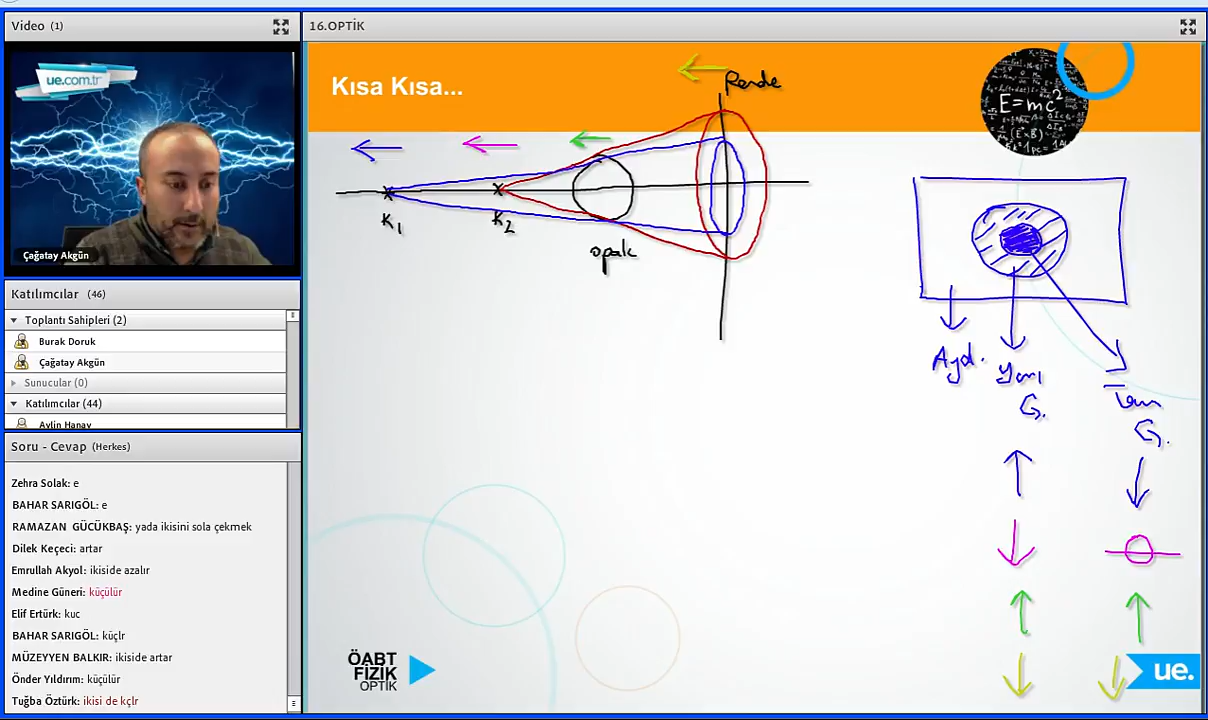 Video (1)
ue.com.tr
Çağatay Akgün
Katılımcılar (46)
Toplantı Sahipleri (2)
Burak Doruk
Çağatay Akgün
Sunucular (0)
Katılımcılar (44)
Aylin Hanay
Soru - Cevap (Herkes)
Zehra Solak: e
BAHAR SARIGÖL: e
RAMAZAN GÜCÜKBAŞ: yada ikisini sola çekmek
Dilek Keçeci: artar
Emrullah Akyol: ikiside azalır
Medine Güneri: küçülür
Elif Ertürk: kuc
BAHAR SARIGÖL: küçlr
MÜZEYYEN BALKIR: ikiside artar
Önder Yıldırım: küçülür
Tuğba Öztürk: ikisi de kçlr
16.OPTİK
Kısa Kısa...
E=mc²
Perde
K1
K2
opak
Ayd.
Yarı
G.
Tam
G.
ÖABT
FİZİK
OPTİK
ue.